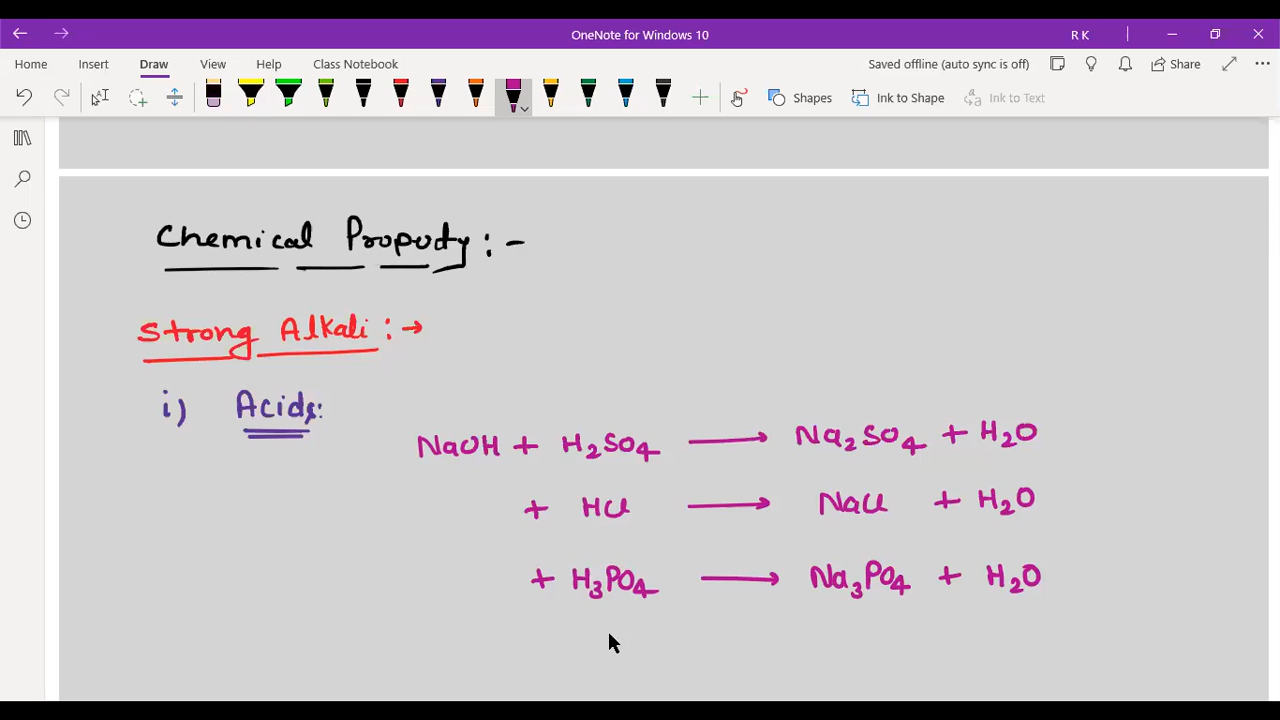 OneNote for Windows 10
R K
Home Insert Draw View Help Class Notebook
Saved offline (auto sync is off)
Share
Shapes
Ink to Shape
Ink to Text
Chemical Property:-
Strong Alkali:→
i) Acids:
NaOH + H₂SO₄ → Na₂SO₄ + H₂O
+ HCl → NaCl + H₂O
+ H₃PO₄ → Na₃PO₄ + H₂O